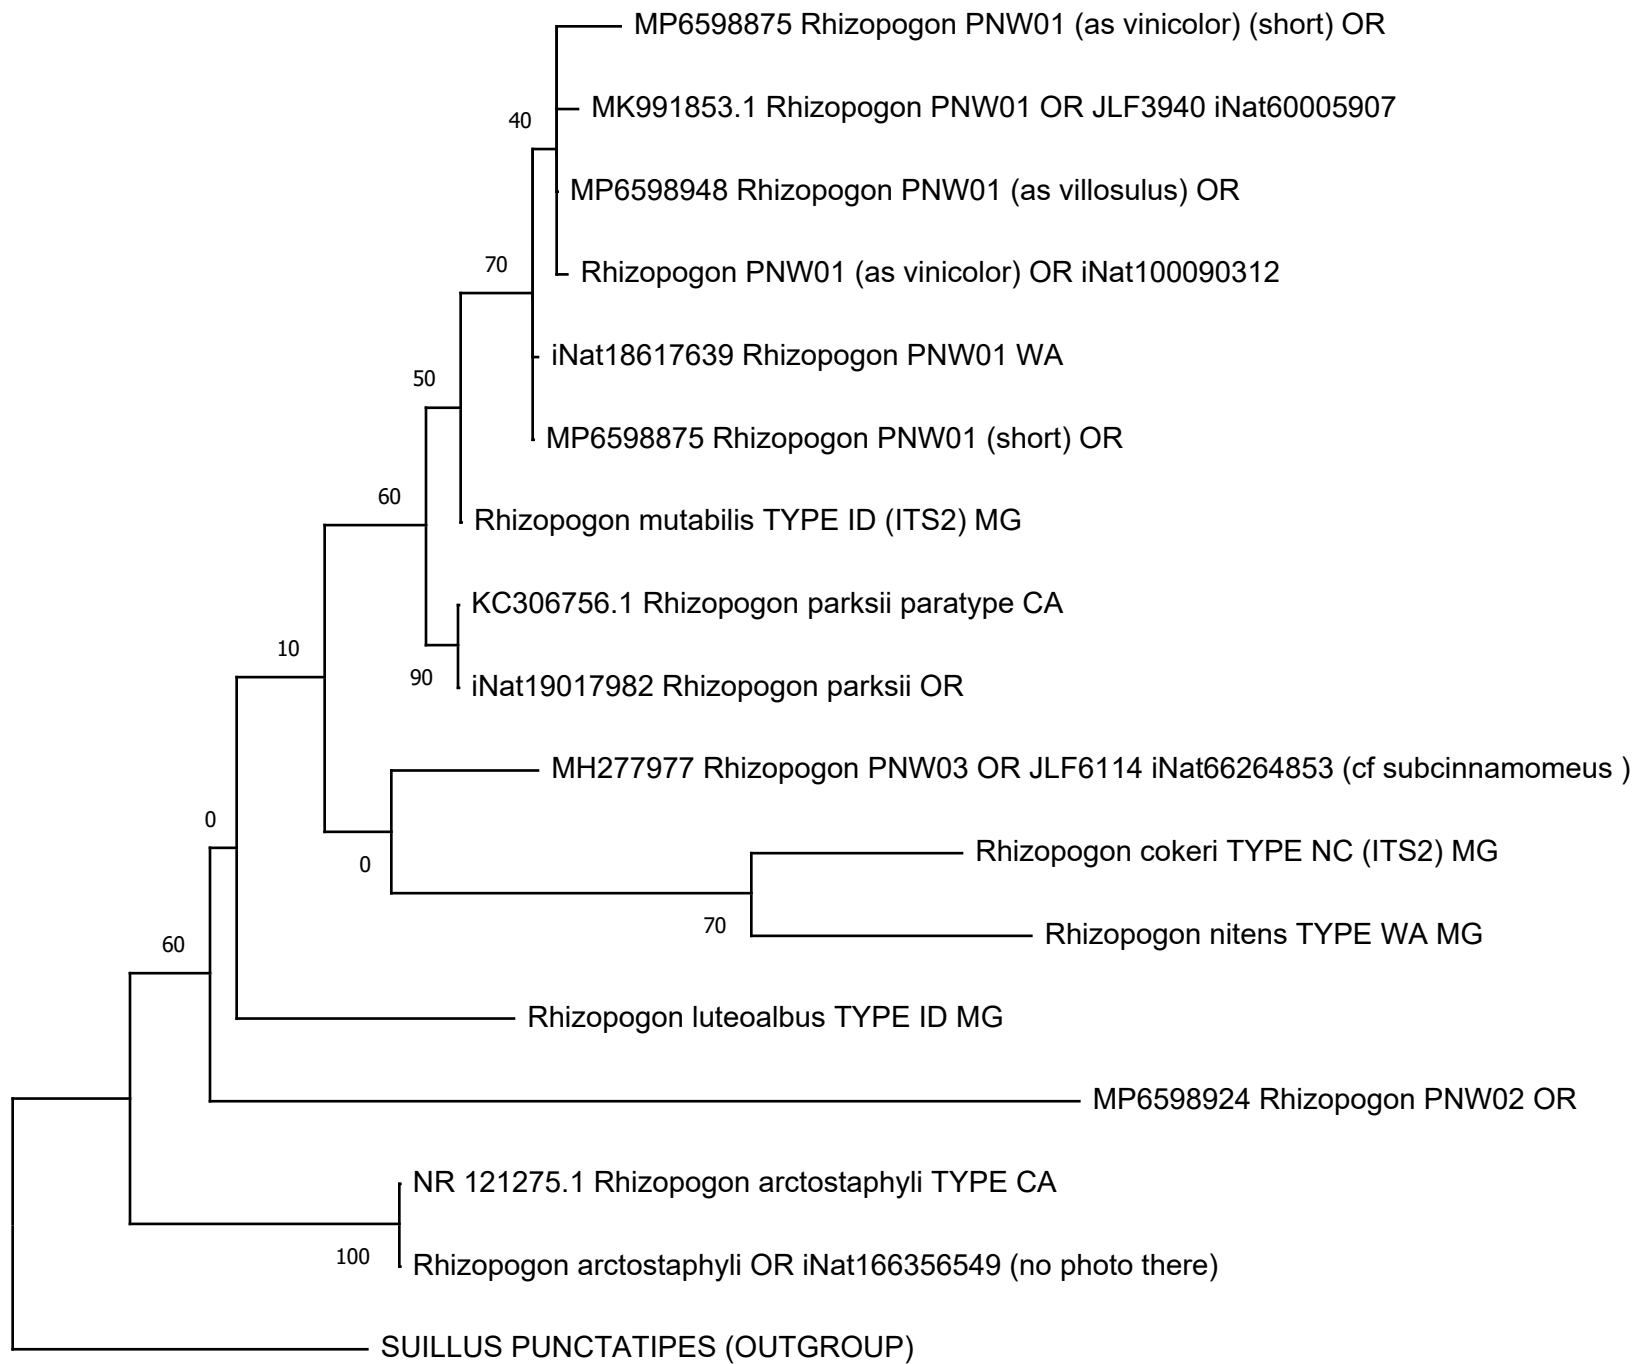 MP6598875 Rhizopogon PNW01 (as vinicolor) (short) OR
MK991853.1 Rhizopogon PNW01 OR JLF3940 iNat60005907
40
MP6598948 Rhizopogon PNW01 (as villosulus) OR
70
Rhizopogon PNW01 (as vinicolor) OR iNat100090312
iNat18617639 Rhizopogon PNW01 WA
50
MP6598875 Rhizopogon PNW01 (short) OR
60
Rhizopogon mutabilis TYPE ID (ITS2) MG
KC306756.1 Rhizopogon parksii paratype CA
10
90
iNat19017982 Rhizopogon parksii OR
MH277977 Rhizopogon PNW03 OR JLF6114 iNat66264853 (cf subcinnamomeus )
0
Rhizopogon cokeri TYPE NC (ITS2) MG
0
70
Rhizopogon nitens TYPE WA MG
60
Rhizopogon luteoalbus TYPE ID MG
MP6598924 Rhizopogon PNW02 OR
NR 121275.1 Rhizopogon arctostaphyli TYPE CA
100
Rhizopogon arctostaphyli OR iNat166356549 (no photo there)
SUILLUS PUNCTATIPES (OUTGROUP)